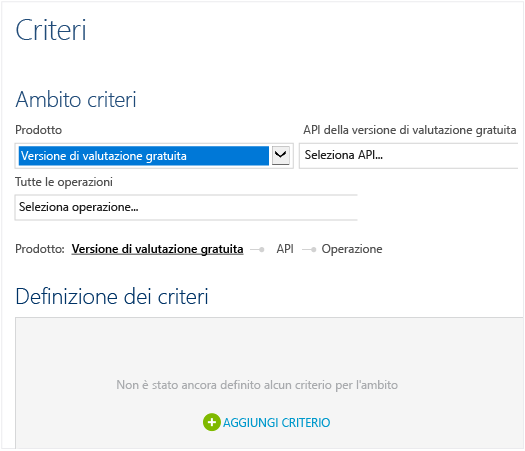 Criteri
Ambito criteri
Prodotto
API della versione di valutazione gratuita
Versione di valutazione gratuita
Seleziona API...
Tutte le operazioni
Seleziona operazione...
Prodotto: Versione di valutazione gratuita API Operazione
Definizione dei criteri
Non è stato ancora definito alcun criterio per l'ambito
AGGIUNGI CRITERIO